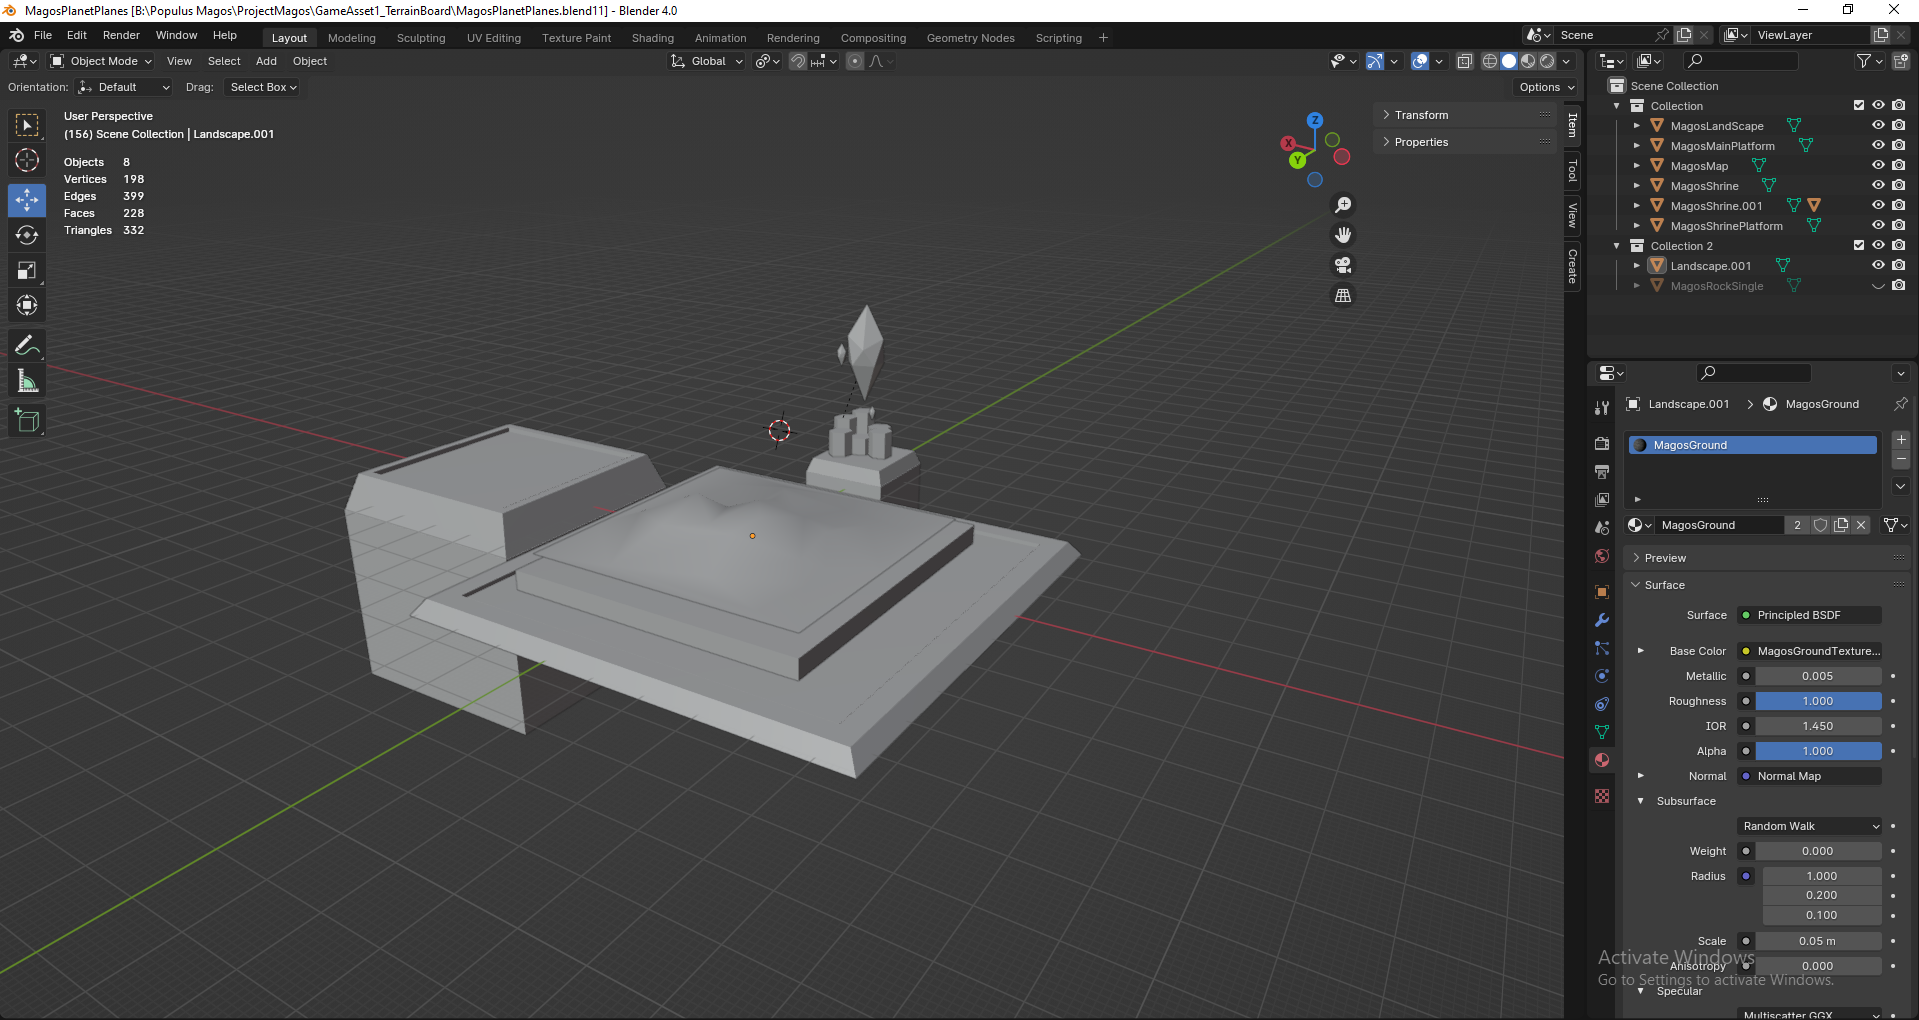 MagosPlanetPlanes [B:\Populus Magos\ProjectMagos\GameAsset1_TerrainBoard\MagosPlanetPlanes.blend11] - Blender 4.0
File Edit Render Window Help Layout Modeling Sculpting UV Editing Texture Paint Shading Animation Rendering Compositing Geometry Nodes Scripting + Scene ViewLayer
Object Mode View Select Add Object Global
Orientation: Default Drag: Select Box Options
User Perspective
(156) Scene Collection | Landscape.001
Objects 8
Vertices 198
Edges 399
Faces 228
Triangles 332
Z
X
Y
Transform
Properties
Item
Tool
View
Create
Scene Collection
Collection
MagosLandScape
MagosMainPlatform
MagosMap
MagosShrine
MagosShrine.001
MagosShrinePlatform
Collection 2
Landscape.001
MagosRockSingle
Landscape.001 > MagosGround
MagosGround
MagosGround 2
Preview
Surface
Surface Principled BSDF
Base Color MagosGroundTexture...
Metallic 0.005
Roughness 1.000
IOR 1.450
Alpha 1.000
Normal Normal Map
Subsurface
Random Walk
Weight 0.000
Radius 1.000
0.200
0.100
Scale 0.05 m
Activate Windows
Anisotropy 0.000
Go to Settings to activate Windows.
Specular
Multiscatter GGX